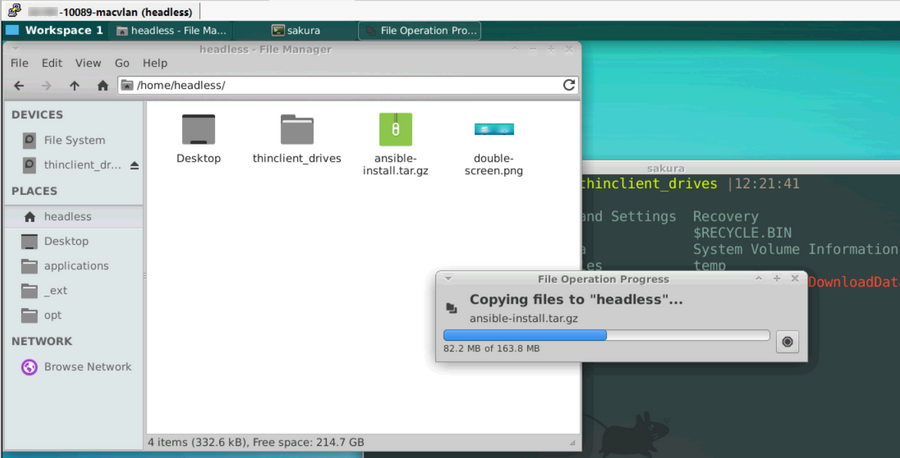 -10089-macvlan (headless)
Workspace 1 headless - File Ma... sakura File Operation Pro...
headless - File Manager
File Edit View Go Help
/home/headless/
DEVICES
File System
thinclient_dr...
PLACES
headless
Desktop
applications
_ext
opt
NETWORK
Browse Network
Desktop
thinclient_drives
ansible-
install.tar.gz
double-
screen.png
4 items (332.6 kB), Free space: 214.7 GB
sakura
thinclient_drives |12:21:41
and Settings Recovery
$RECYCLE.BIN
a System Volume Information
es temp
DownloadData
File Operation Progress
Copying files to "headless"...
ansible-install.tar.gz
82.2 MB of 163.8 MB